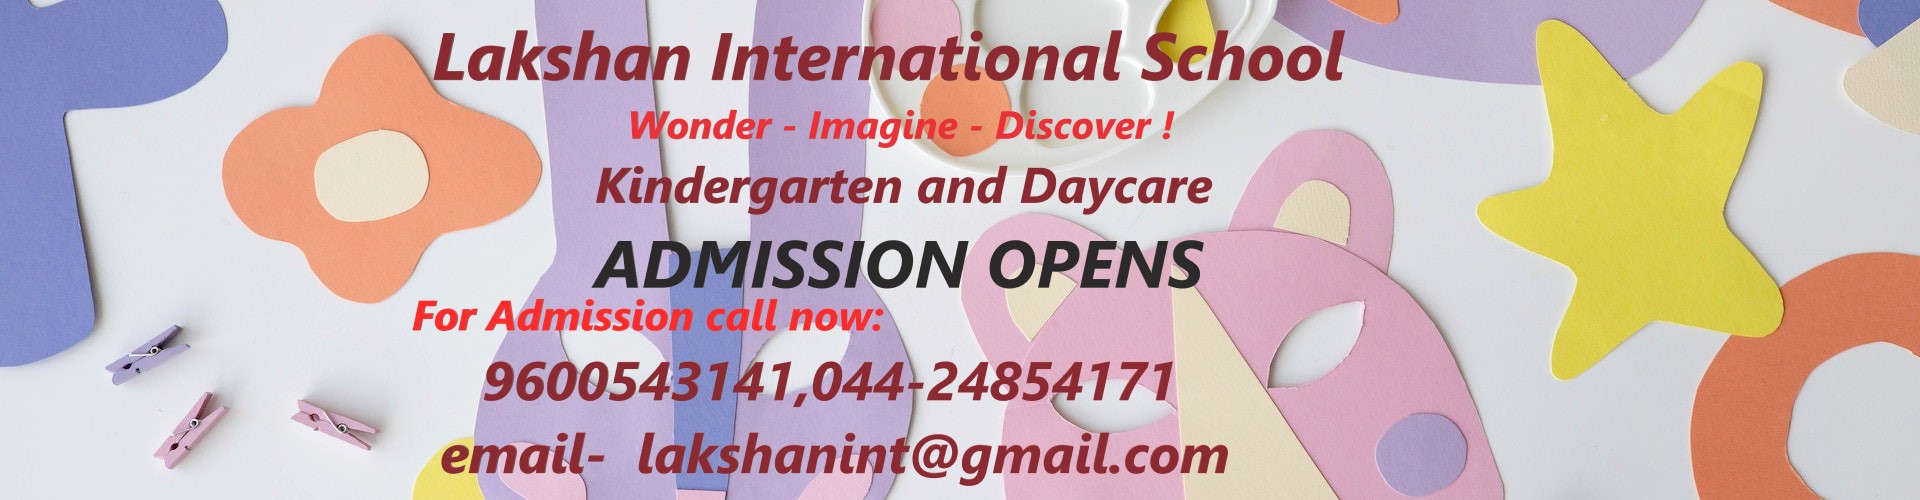 Lakshan International School
Wonder - Imagine - Discover !
Kindergarten and Daycare
ADMISSION OPENS
For Admission call now:
9600543141,044-24854171
email-  lakshanint@gmail.com